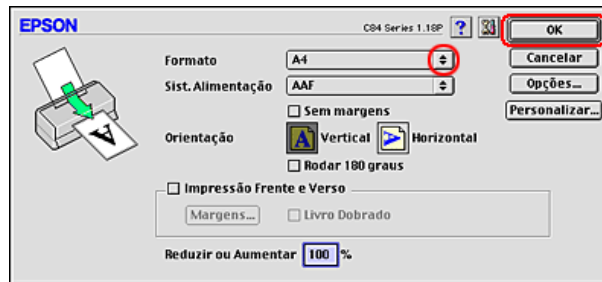 EPSON C84 Series 1.18P ? OK
Formato A4 Cancelar
Sist. Alimentação AAF Opções...
Sem margens Personalizar...
Orientação A Vertical A Horizontal
Rodar 180 graus
Impressão Frente e Verso
Margens... Livro Dobrado
Reduzir ou Aumentar 100 %